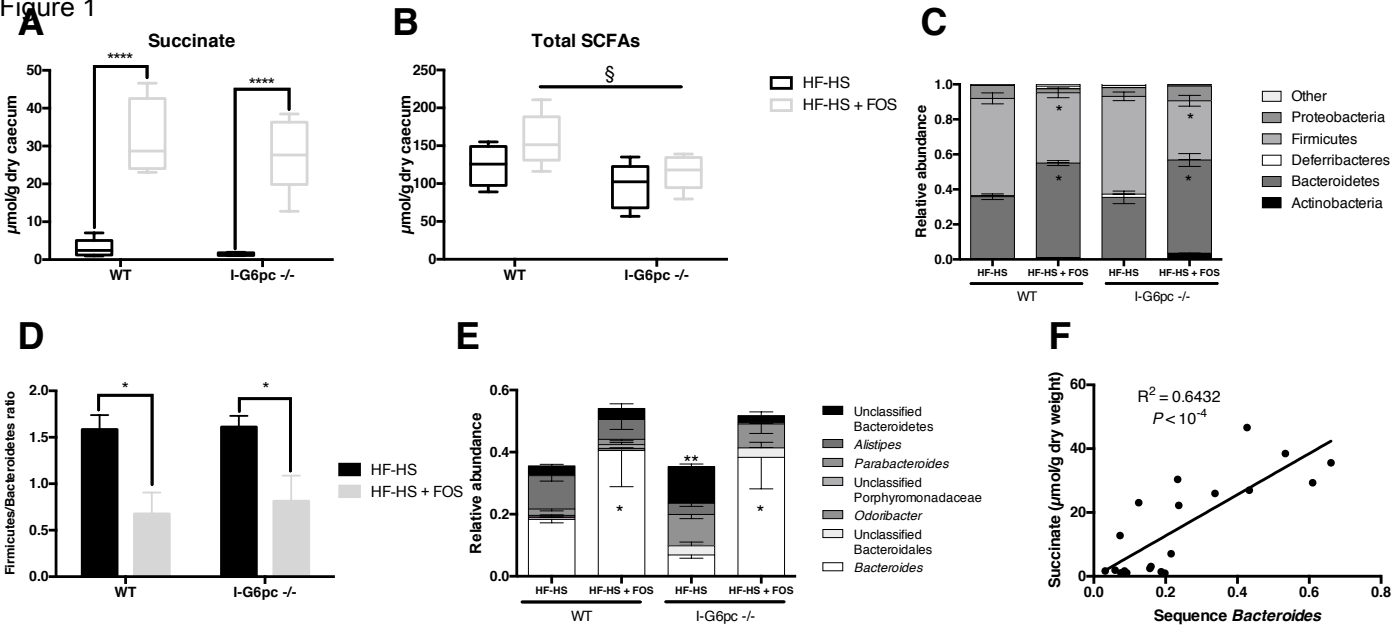 Figure 1
A
Succinate
****
****
µmol/g dry caecum
50
40
30
20
10
0
WT
I-G6pc -/-
B
Total SCFAs
§
µmol/g dry caecum
250
200
150
100
50
0
WT
I-G6pc -/-
HF-HS
HF-HS + FOS
C
Relative abundance
1.0
0.8
0.6
0.4
0.2
0.0
*
*
*
*
HF-HS
HF-HS + FOS
HF-HS
HF-HS + FOS
WT
I-G6pc -/-
Other
Proteobacteria
Firmicutes
Deferribacteres
Bacteroidetes
Actinobacteria
D
Firmicutes/Bacteroidetes ratio
2.0
1.5
1.0
0.5
0.0
*
*
WT
I-G6pc -/-
HF-HS
HF-HS + FOS
E
Relative abundance
0.6
0.4
0.2
0.0
*
**
*
HF-HS
HF-HS + FOS
HF-HS
HF-HS + FOS
WT
I-G6pc -/-
Unclassified
Bacteroidetes
Alistipes
Parabacteroides
Unclassified
Porphyromonadaceae
Odoribacter
Unclassified
Bacteroidales
Bacteroides
F
Succinate (µmol/g dry weight)
60
40
20
0
R² = 0.6432
P < 10⁻⁴
0.0
0.2
0.4
0.6
0.8
Sequence Bacteroides